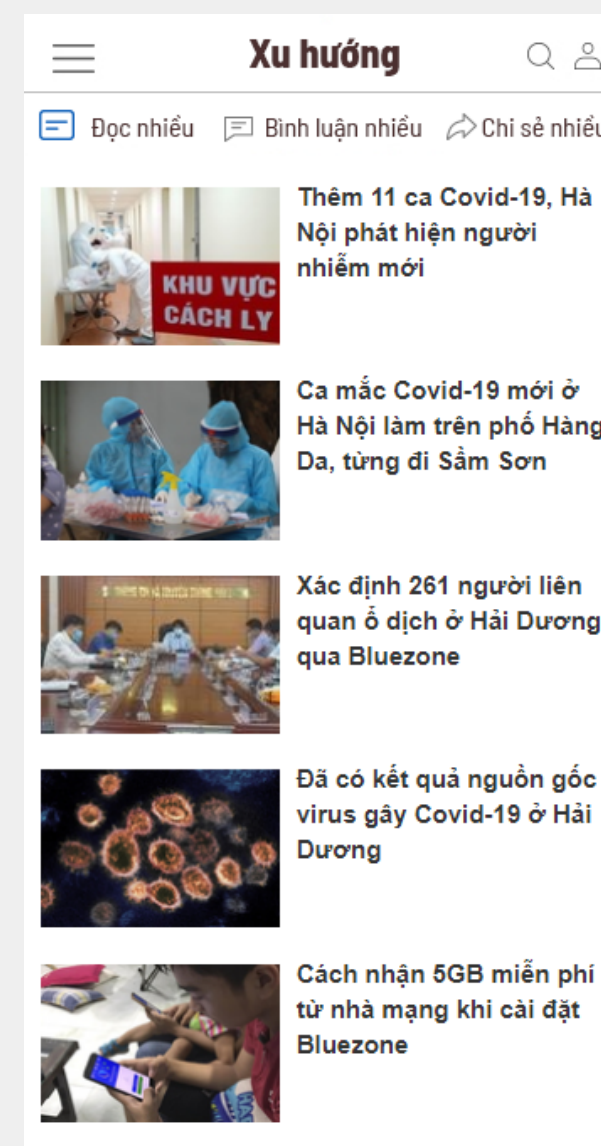 Xu hướng
Đọc nhiều Bình luận nhiều Chi sẻ nhiều
Thêm 11 ca Covid-19, Hà
Nội phát hiện người
nhiễm mới
KHU VỰC
CÁCH LY
Ca mắc Covid-19 mới ở
Hà Nội làm trên phố Hàng
Da, từng đi Sầm Sơn
Xác định 261 người liên
quan ổ dịch ở Hải Dương
qua Bluezone
Đã có kết quả nguồn gốc
virus gây Covid-19 ở Hải
Dương
Cách nhận 5GB miễn phí
từ nhà mạng khi cài đặt
Bluezone